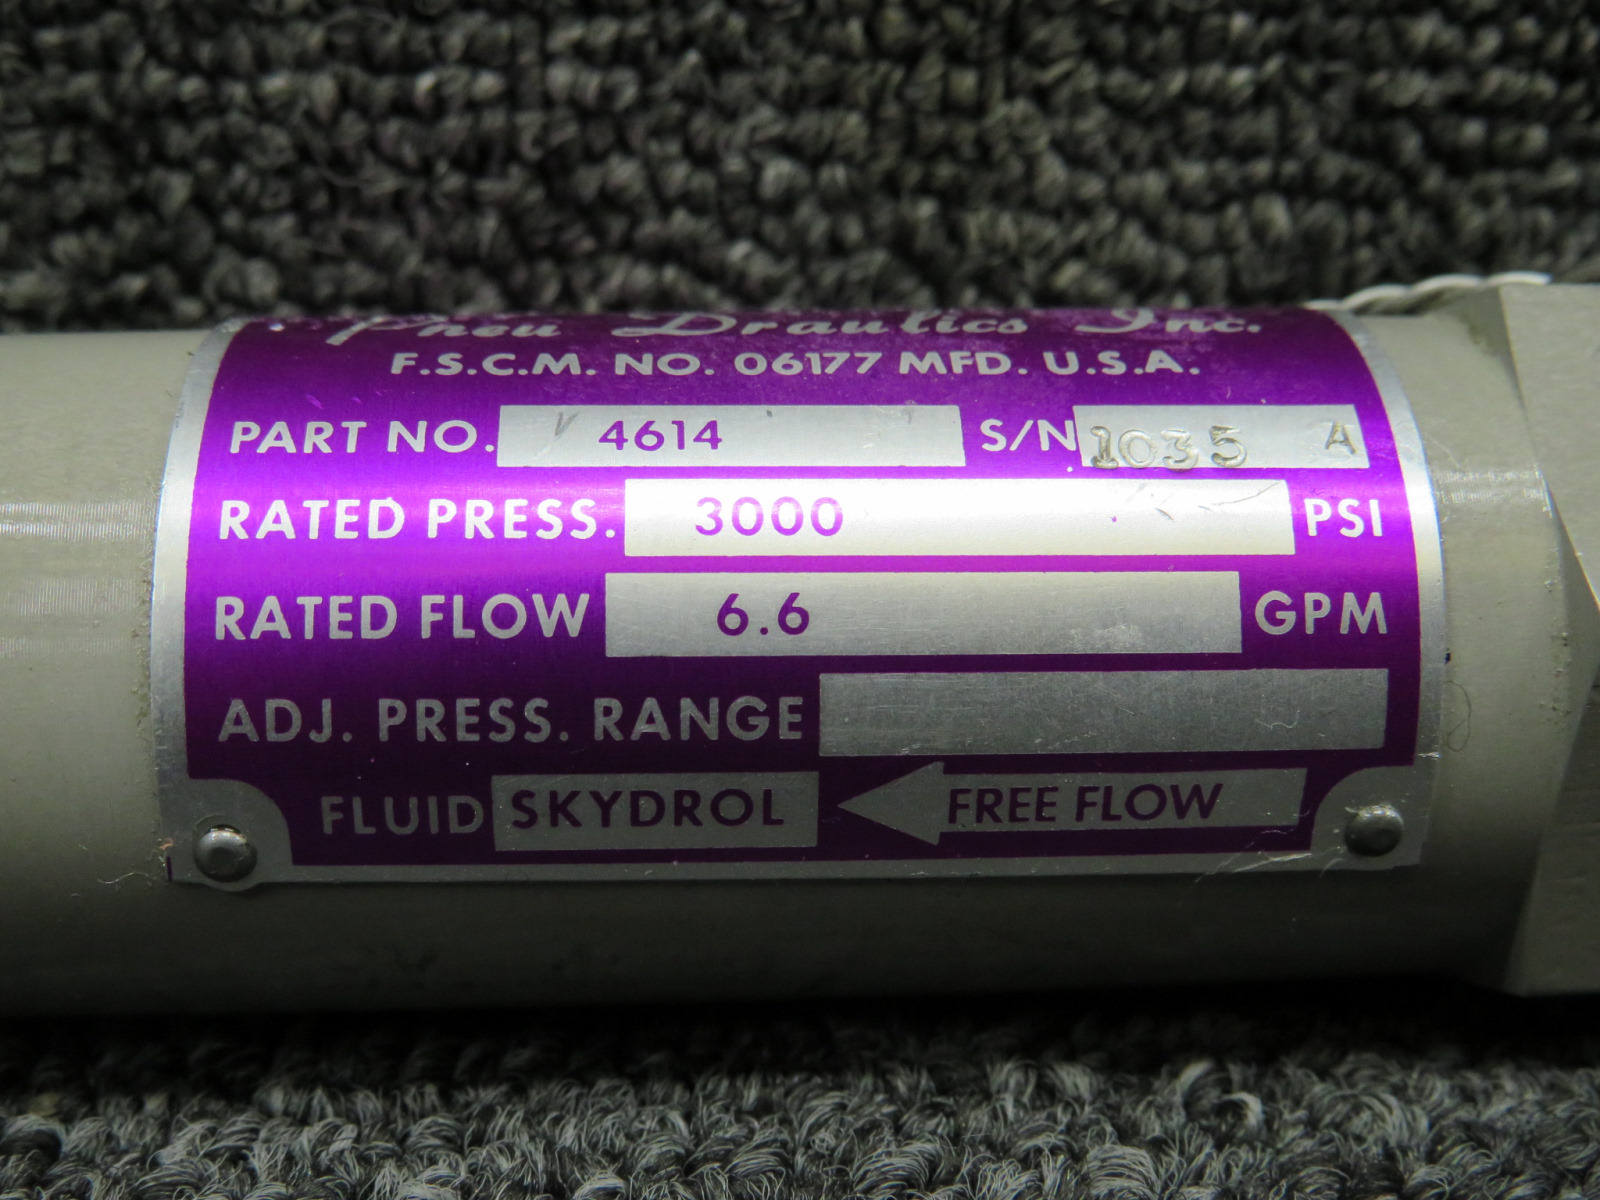 Pneu Draulics Inc.
F.S.C.M. NO. 06177 MFD. U.S.A.
PART NO. 4614 S/N 1035 A
RATED PRESS. 3000 PSI
RATED FLOW 6.6 GPM
ADJ. PRESS. RANGE
FLUID SKYDROL FREE FLOW